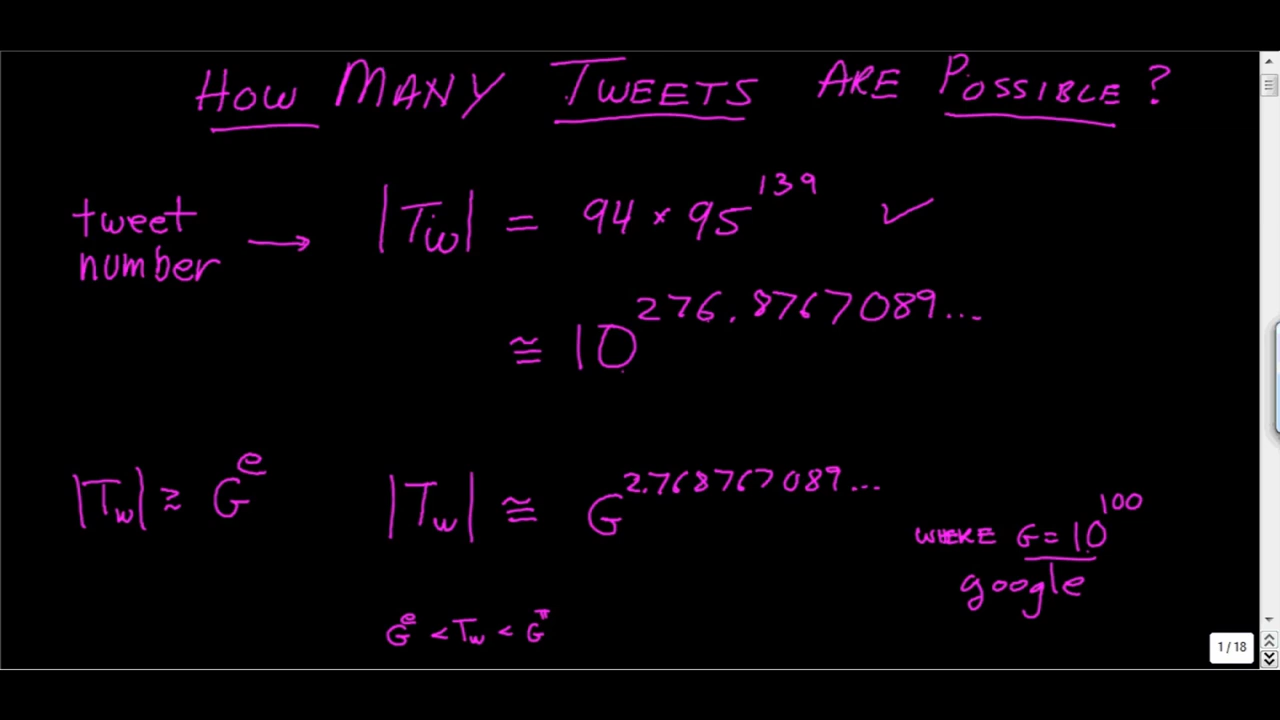 HOW MANY TWEETS ARE POSSIBLE?
tweet number → |Tw| = 94 × 95^139 ✓
≅ 10^276.8767089...
|Tw| ≳ G^e
|Tw| ≅ G^2.768767089...
WHERE G = 10^100
google
G^e < Tw < G^π
1 / 18